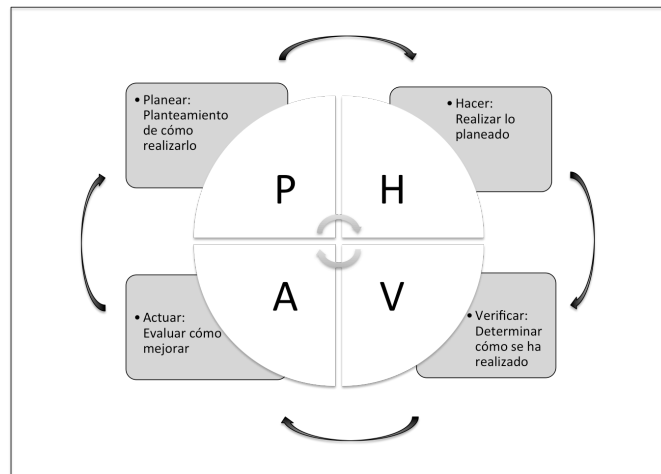 • Planear:
Planteamiento
de cómo
realizarlo
• Hacer:
Realizar lo
planeado
P
H
A
V
• Actuar:
Evaluar cómo
mejorar
• Verificar:
Determinar
cómo se ha
realizado